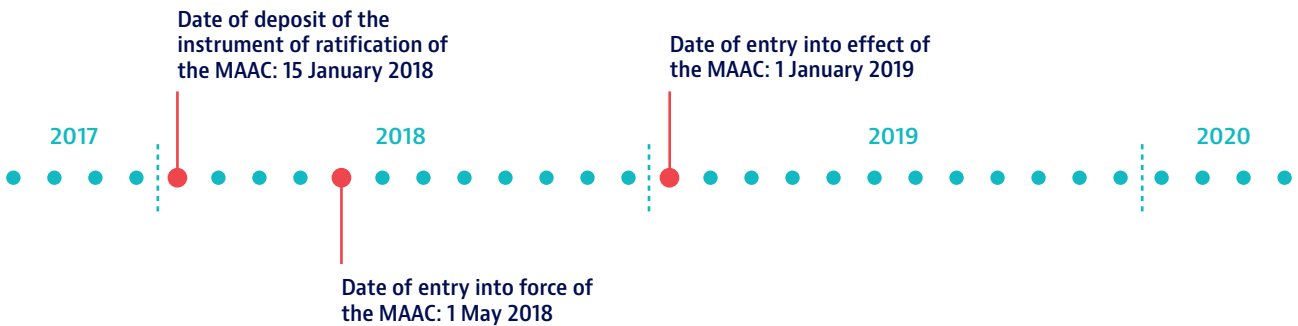 Date of deposit of the
instrument of ratification of
the MAAC: 15 January 2018
Date of entry into effect of
the MAAC: 1 January 2019
2017
2018
2019
2020
Date of entry into force of
the MAAC: 1 May 2018